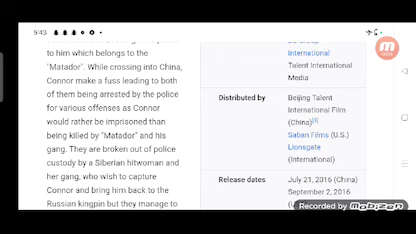 5:43
to him which belongs to the
"Matador". While crossing into China,
Connor make a fuss leading to both
of them being arrested by the police
for various offenses as Connor
would rather be imprisoned than
being killed by "Matador" and his
gang. They are broken out of police
custody by a Siberian hitwoman and
her gang, who wish to capture
Connor and bring him back to the
Russian kingpin but they manage to
International
Talent International
Media
Distributed by
Beijing Talent
International Film
(China)[3]
Saban Films (U.S.)
Lionsgate
(International)
Release dates
July 21, 2016 (China)
September 2, 2016
Recorded by Mobizen